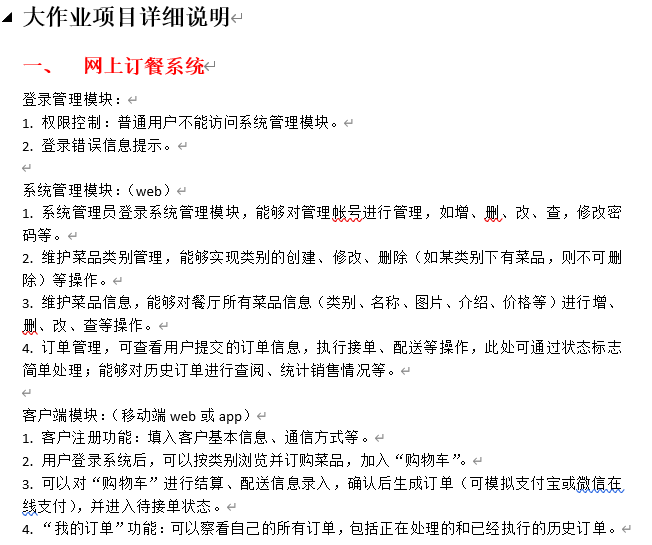 大作业项目详细说明
一、 网上订餐系统
登录管理模块：
1. 权限控制：普通用户不能访问系统管理模块。
2. 登录错误信息提示。
系统管理模块：（web）
1. 系统管理员登录系统管理模块，能够对管理帐号进行管理，如增、删、改、查，修改密
码等。
2. 维护菜品类别管理，能够实现类别的创建、修改、删除（如某类别下有菜品，则不可删
除）等操作。
3. 维护菜品信息，能够对餐厅所有菜品信息（类别、名称、图片、介绍、价格等）进行增、
删、改、查等操作。
4. 订单管理，可查看用户提交的订单信息，执行接单、配送等操作，此处可通过状态标志
简单处理；能够对历史订单进行查阅、统计销售情况等。
客户端模块：（移动端 web 或 app）
1. 客户注册功能：填入客户基本信息、通信方式等。
2. 用户登录系统后，可以按类别浏览并订购菜品，加入“购物车”。
3. 可以对“购物车”进行结算、配送信息录入，确认后生成订单（可模拟支付宝或微信在
线支付），并进入待接单状态。
4. “我的订单”功能：可以察看自己的所有订单，包括正在处理的和已经执行的历史订单。